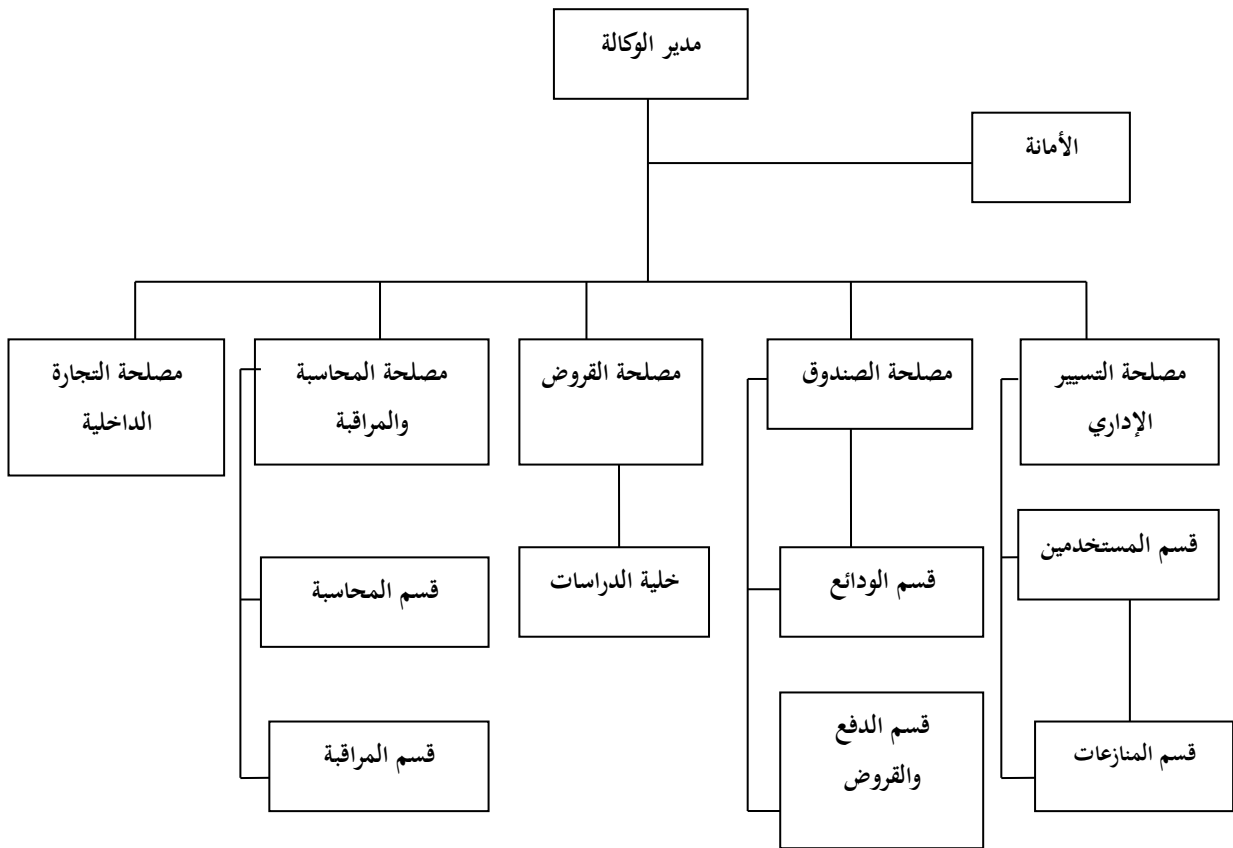 مدير الوكالة
الأمانة
مصلحة التسيير
الإداري
مصلحة الصندوق
مصلحة القروض
مصلحة المحاسبة
والمراقبة
مصلحة التجارة
الداخلية
قسم المستخدمين
قسم الودائع
خلية الدراسات
قسم المحاسبة
قسم المنازعات
قسم الدفع
والقروض
قسم المراقبة